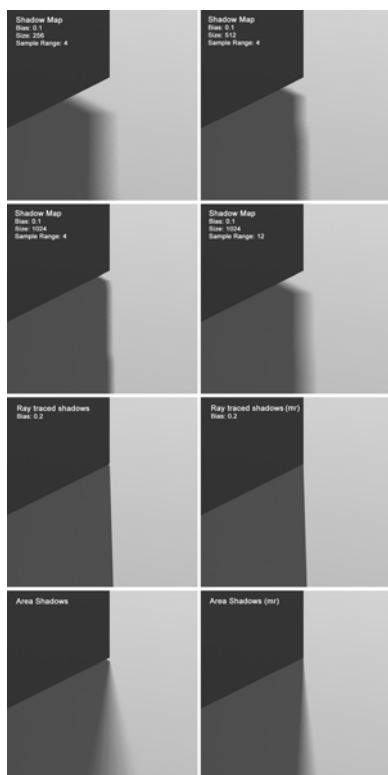 Shadow Map
Bias: 0.1
Size: 256
Sample Range: 4
Shadow Map
Bias: 0.1
Size: 512
Sample Range: 4
Shadow Map
Bias: 0.1
Size: 1024
Sample Range: 4
Shadow Map
Bias: 0.1
Size: 1024
Sample Range: 12
Ray traced shadows
Bias: 0.2
Ray traced shadows (mr)
Bias: 0.2
Area Shadows
Area Shadows (mr)